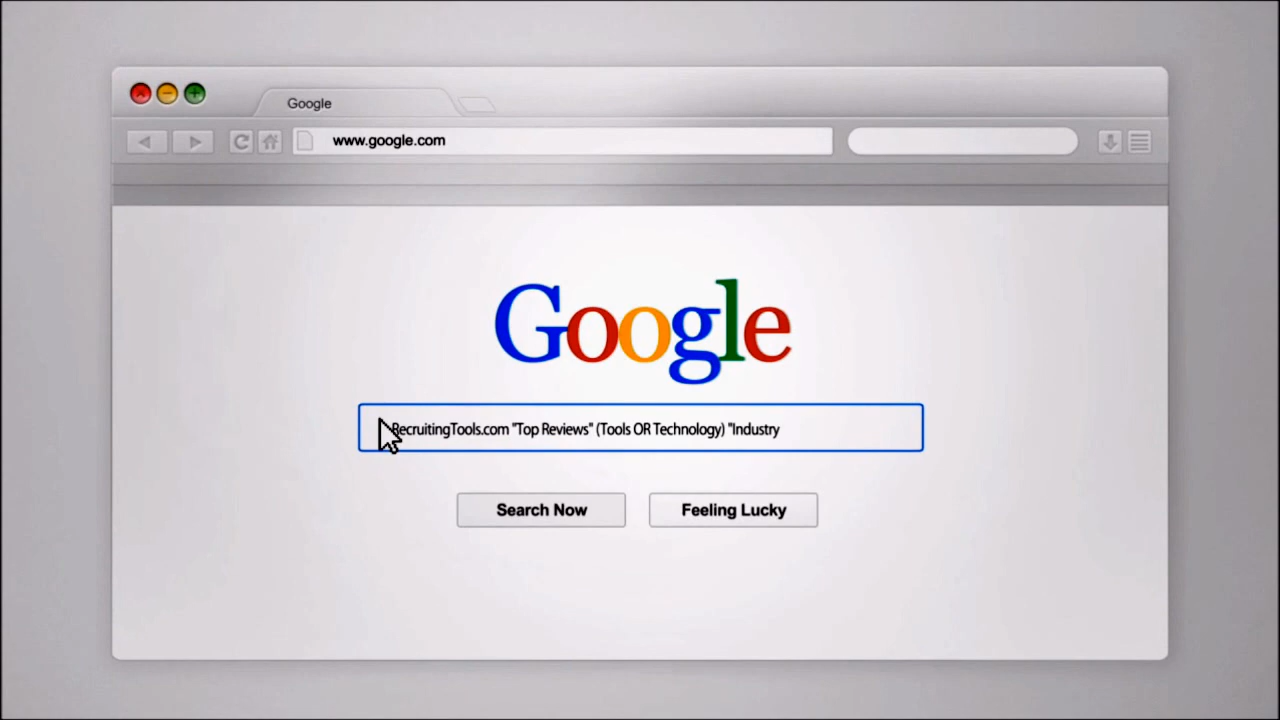 Google
www.google.com
Google
RecruitingTools.com "Top Reviews" (Tools OR Technology) "Industry
Search Now
Feeling Lucky